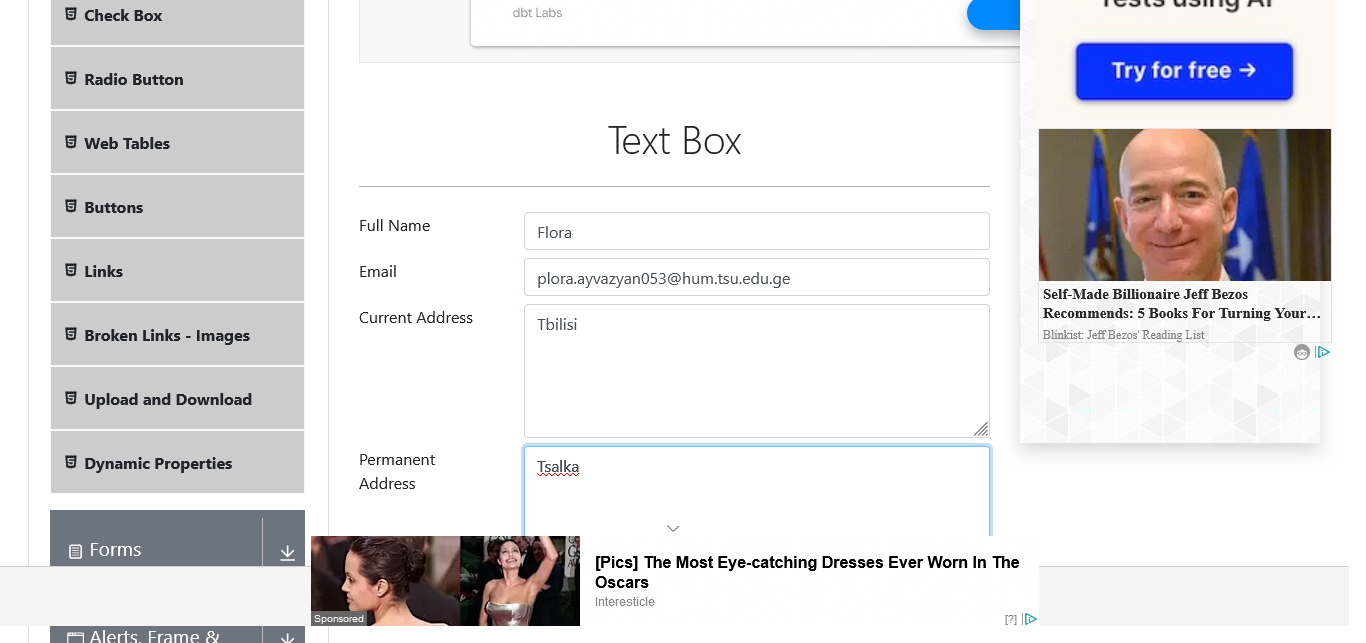 Check Box
Radio Button
Web Tables
Buttons
Links
Broken Links - Images
Upload and Download
Dynamic Properties
Forms
Alerts, Frame &
dbt Labs
Text Box
Full Name
Flora
Email
plora.ayvazyan053@hum.tsu.edu.ge
Current Address
Tbilisi
Permanent
Address
Tsalka
Tests using AI
Try for free →
Self-Made Billionaire Jeff Bezos
Recommends: 5 Books For Turning Your…
Blinkist: Jeff Bezos' Reading List
Sponsored
[Pics] The Most Eye-catching Dresses Ever Worn In The
Oscars
Interesticle
[?]